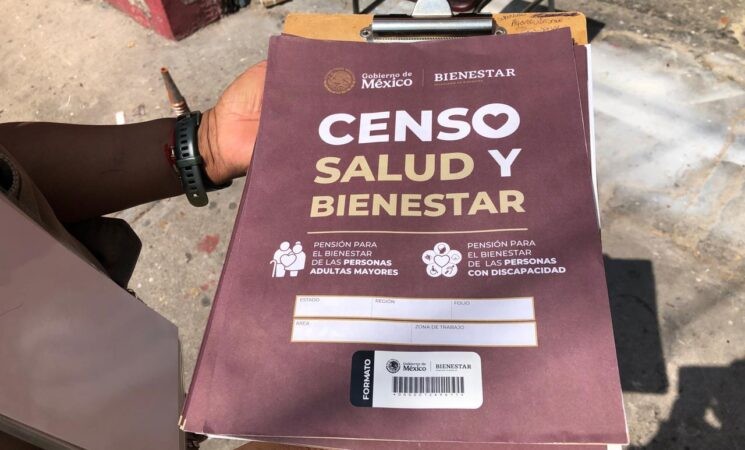 Gobierno de
México
BIENESTAR
CENSO
SALUD Y
BIENESTAR
PENSIÓN PARA
EL BIENESTAR
DE LAS PERSONAS
ADULTAS MAYORES
PENSIÓN PARA
EL BIENESTAR
DE LAS PERSONAS
CON DISCAPACIDAD
ESTADO
REGIÓN
FOLIO
ÁREA
ZONA DE TRABAJO
FORMATO
Gobierno de
México
BIENESTAR